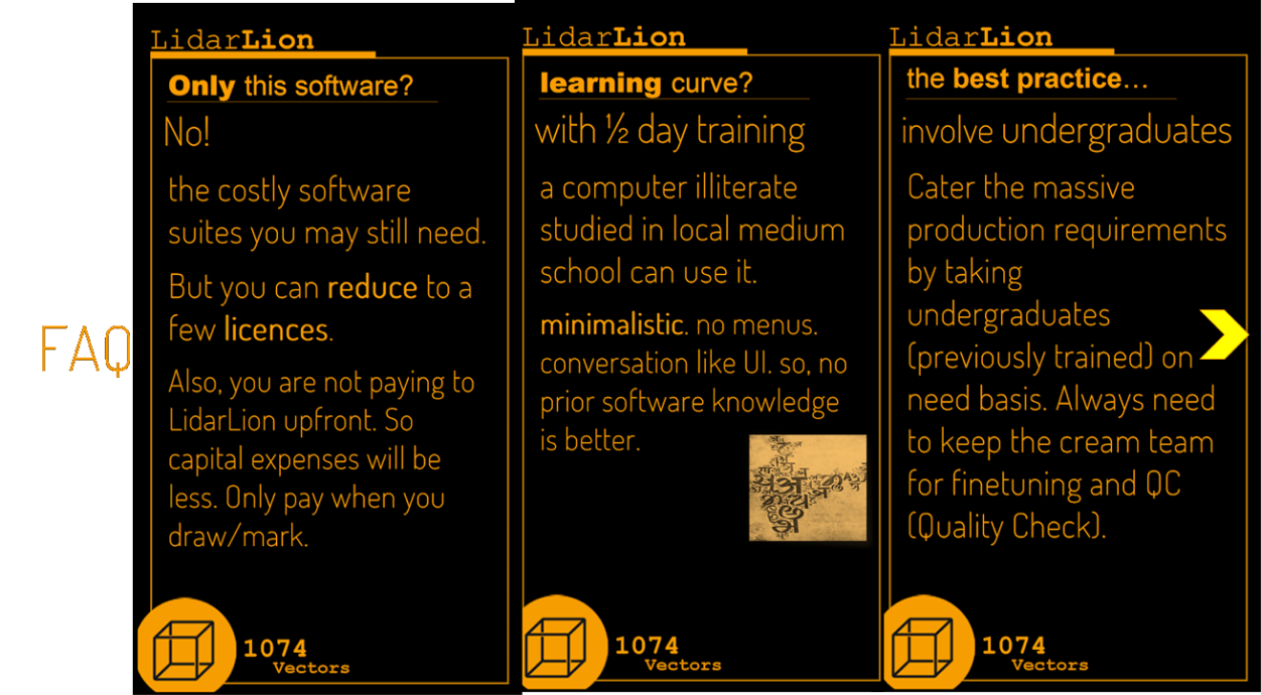 FAQ
LidarLion
Only this software?
No!
the costly software
suites you may still need.
But you can reduce to a
few licences.
Also, you are not paying to
LidarLion upfront. So
capital expenses will be
less. Only pay when you
draw/mark.
1074
Vectors
LidarLion
learning curve?
with ½ day training
a computer illiterate
studied in local medium
school can use it.
minimalistic. no menus.
conversation like UI. so, no
prior software knowledge
is better.
1074
Vectors
LidarLion
the best practice...
involve undergraduates
Cater the massive
production requirements
by taking
undergraduates
(previously trained) on
need basis. Always need
to keep the cream team
for finetuning and QC
(Quality Check).
1074
Vectors